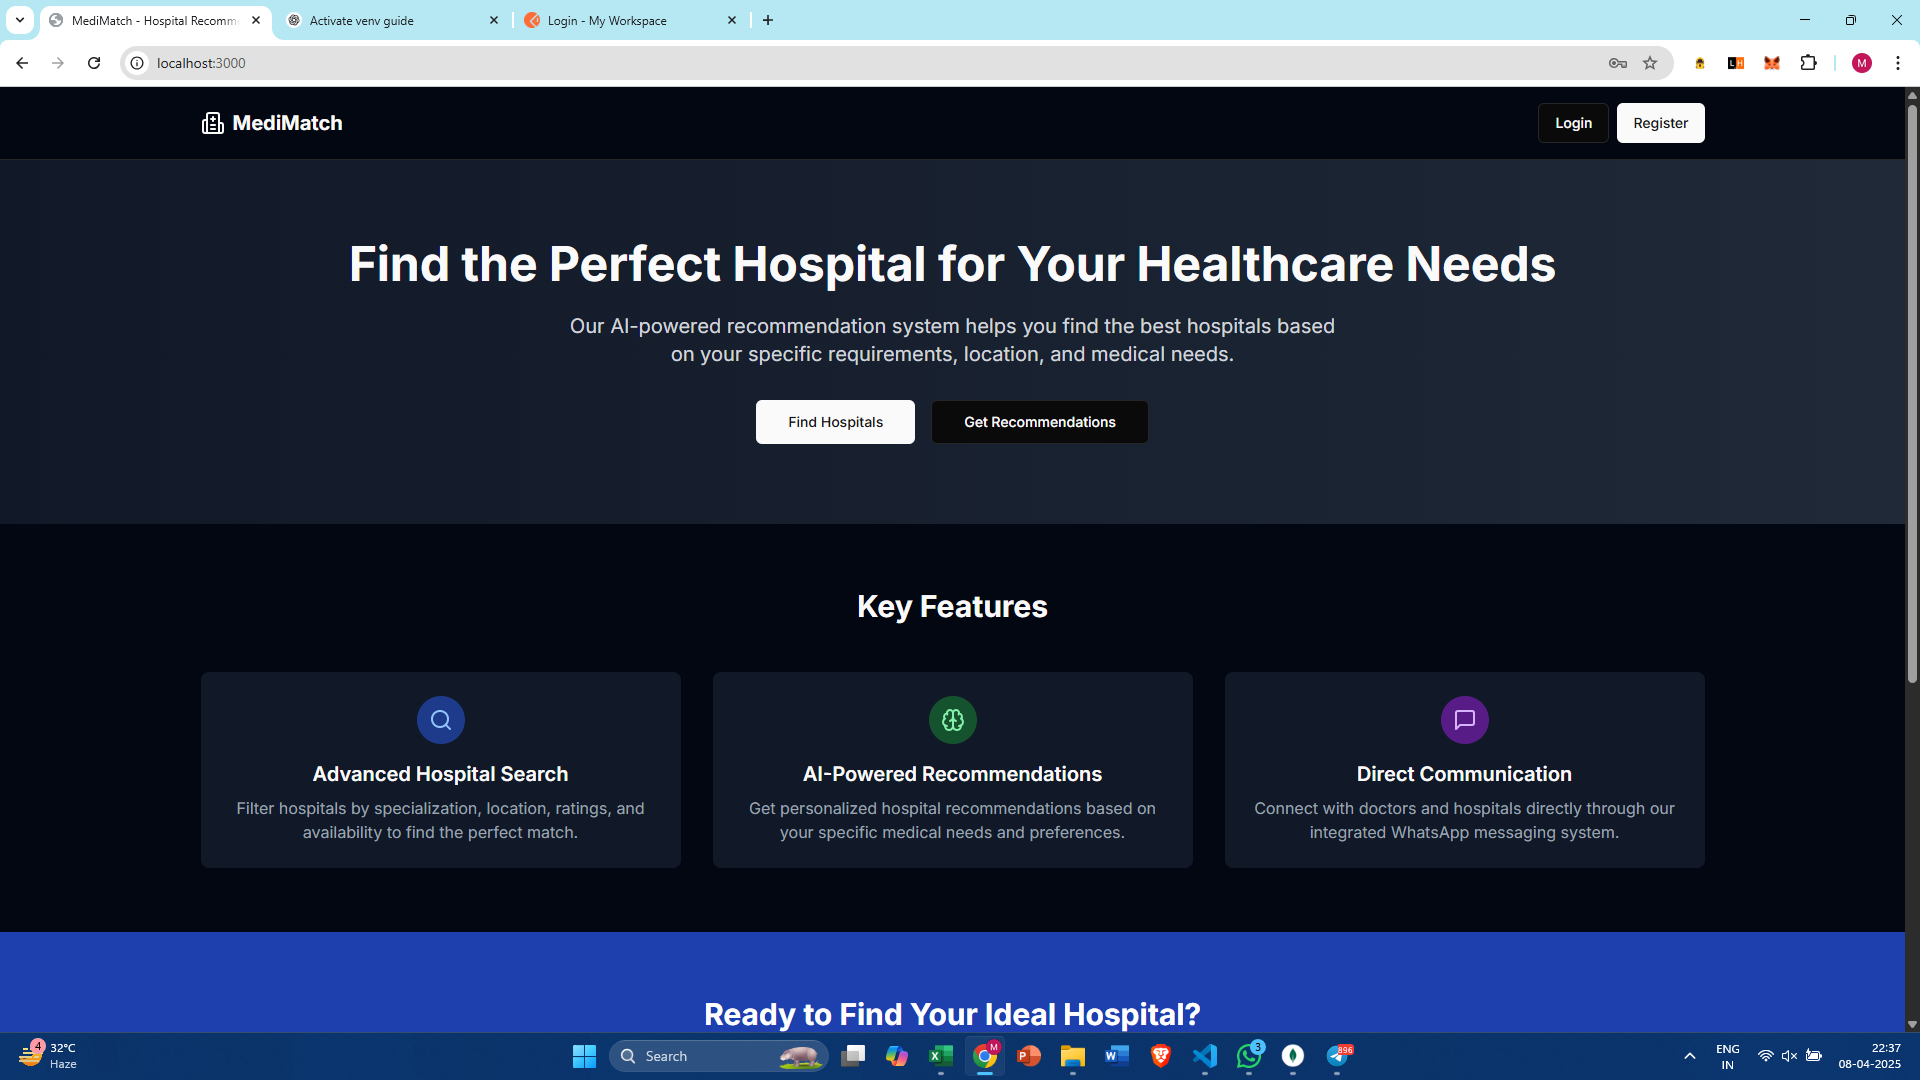 MediMatch - Hospital Recomm
Activate venv guide
Login - My Workspace
localhost:3000
M
L H
MediMatch
Login
Register
Find the Perfect Hospital for Your Healthcare Needs
Our AI-powered recommendation system helps you find the best hospitals based
on your specific requirements, location, and medical needs.
Find Hospitals
Get Recommendations
Key Features
Advanced Hospital Search
Filter hospitals by specialization, location, ratings, and
availability to find the perfect match.
AI-Powered Recommendations
Get personalized hospital recommendations based on
your specific medical needs and preferences.
Direct Communication
Connect with doctors and hospitals directly through our
integrated WhatsApp messaging system.
Ready to Find Your Ideal Hospital?
4
32°C
Haze
Search
X
M
P
W
3
896
ENG
IN
22:37
08-04-2025